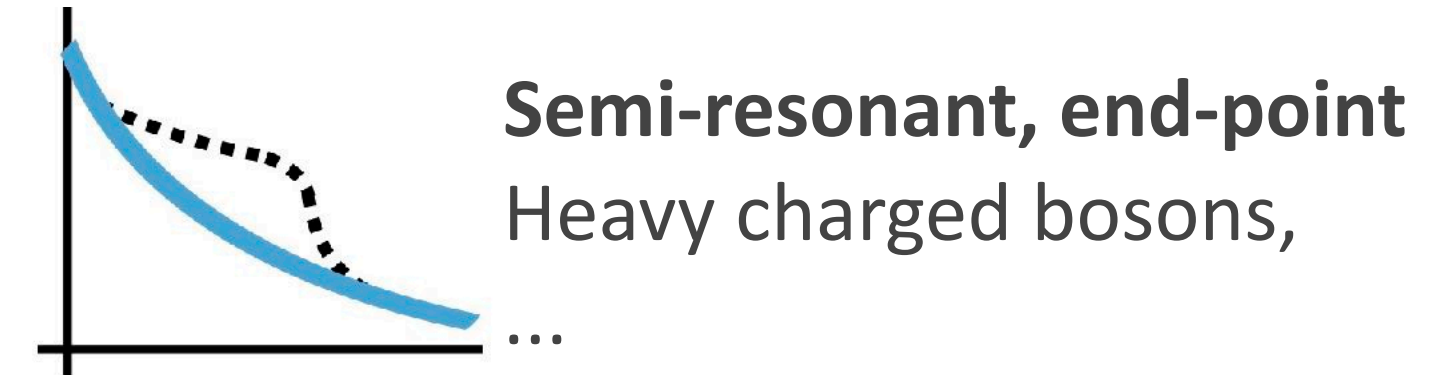 Semi-resonant, end-point
Heavy charged bosons,
...